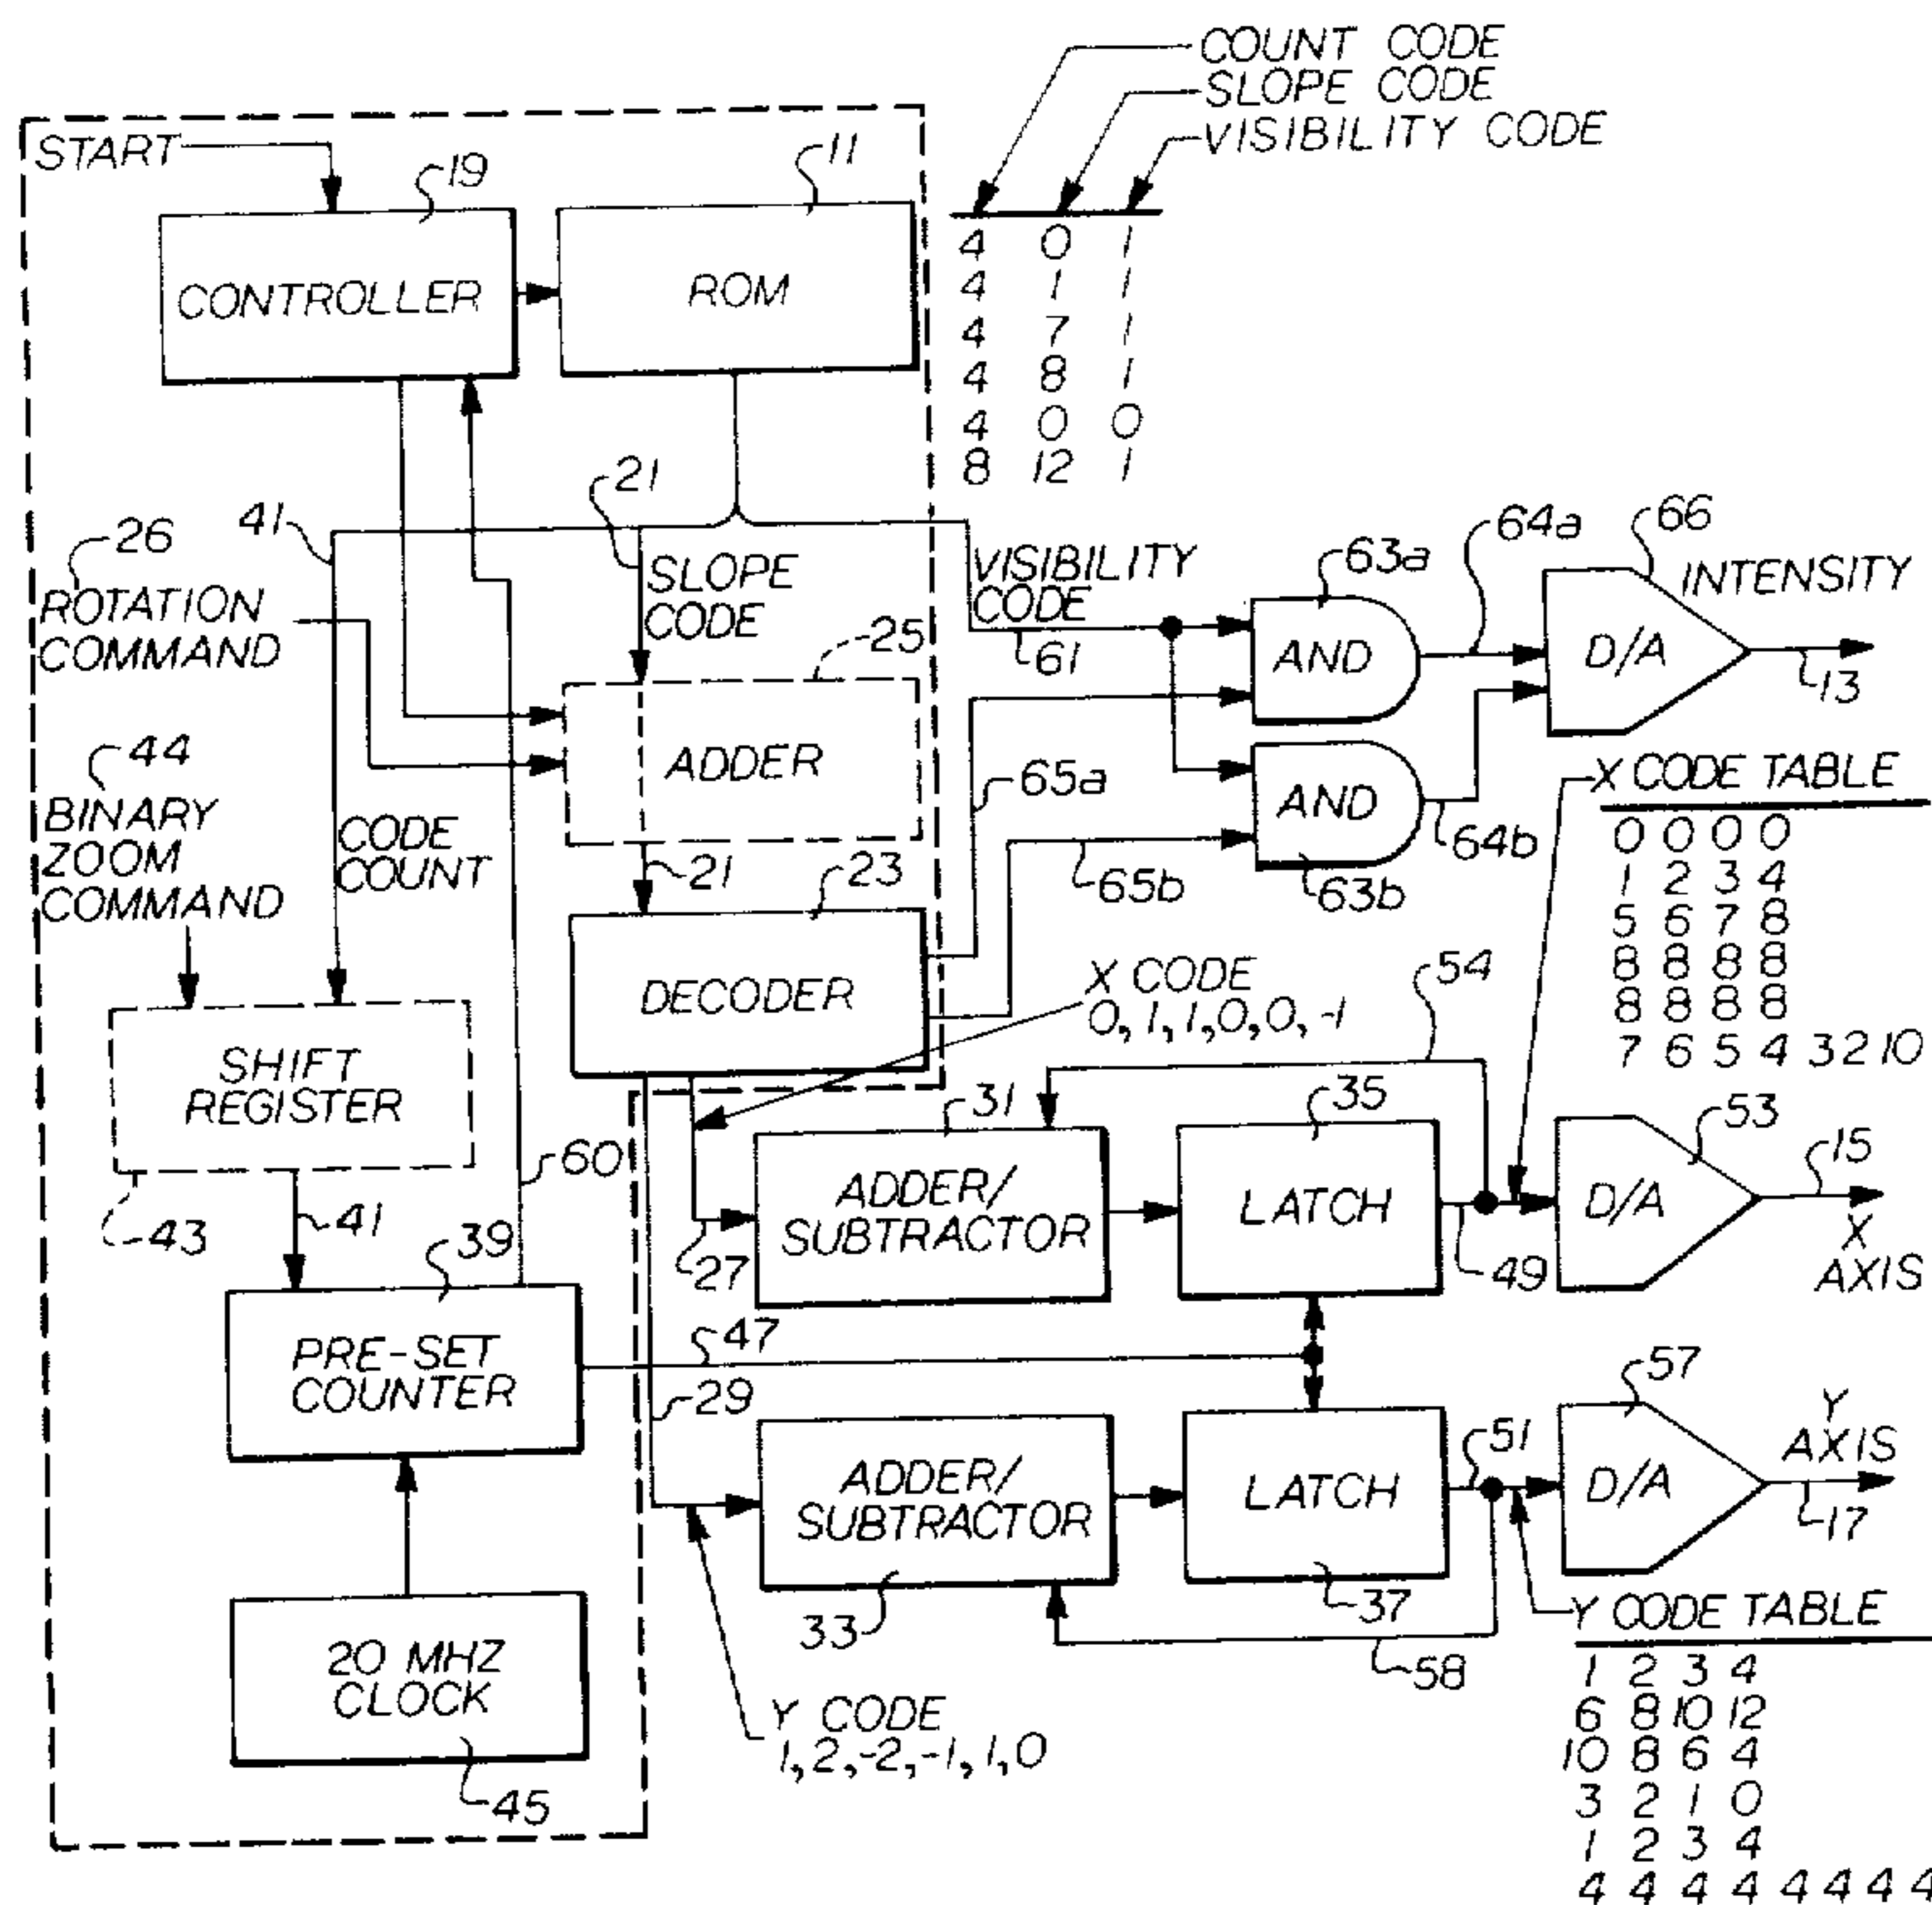 COUNT CODE
SLOPE CODE
VISIBILITY CODE
START
19
11
CONTROLLER
ROM
4 0 1
4 1 1
4 7 1
4 8 1
4 0 0
8 12 1
21
41
26
ROTATION
COMMAND
SLOPE
CODE
VISIBILITY
CODE
61
63a
AND
64a
66
INTENSITY
D/A
13
25
ADDER
44
BINARY
ZOOM
COMMAND
CODE
COUNT
65a
AND
64b
63b
65b
X CODE TABLE
0 0 0 0
1 2 3 4
5 6 7 8
8 8 8 8
8 8 8 8
7 6 5 4 3 2 1 0
21
23
DECODER
X CODE
0, 1, 1, 0, 0, -1
54
SHIFT
REGISTER
43
41
60
31
ADDER/
SUBTRACTOR
27
35
LATCH
49
53
D/A
15
X
AXIS
39
PRE-SET
COUNTER
47
29
ADDER/
SUBTRACTOR
33
LATCH
37
51
57
D/A
Y
AXIS
17
58
20 MHZ
CLOCK
45
Y CODE
1, 2, -2, -1, 1, 0
Y CODE TABLE
1 2 3 4
6 8 10 12
10 8 6 4
3 2 1 0
1 2 3 4
4 4 4 4 4 4 4 4